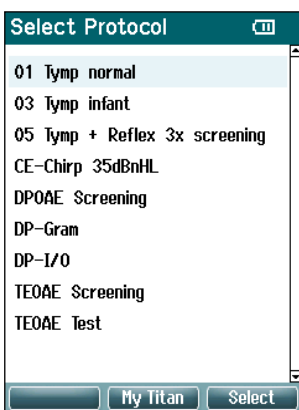 Select Protocol
01 Tymp normal
03 Tymp infant
05 Tymp + Reflex 3x screening
CE-Chirp 35dBnHL
DPOAE Screening
DP-Gram
DP-I/O
TEOAE Screening
TEOAE Test
My Titan Select